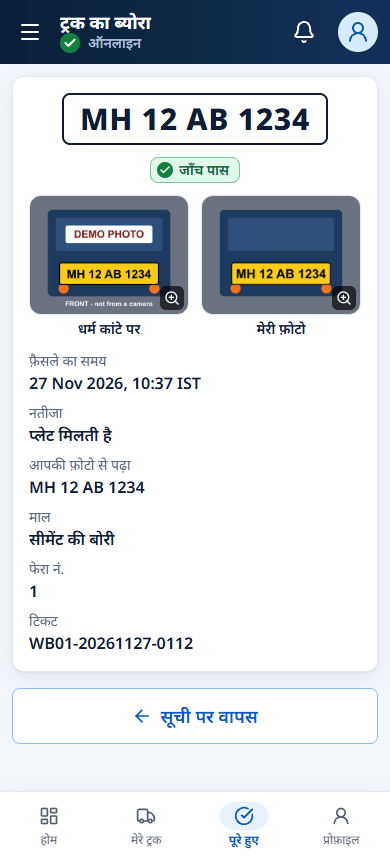 ट्रक का ब्योरा
ऑनलाइन
MH 12 AB 1234
जाँच पास
DEMO PHOTO
MH 12 AB 1234
FRONT - not from a camera
MH 12 AB 1234
धर्म कांटे पर
मेरी फ़ोटो
फ़ैसले का समय
27 Nov 2026, 10:37 IST
नतीजा
प्लेट मिलती है
आपकी फ़ोटो से पढ़ा
MH 12 AB 1234
माल
सीमेंट की बोरी
फेरा नं.
1
टिकट
WB01-20261127-0112
सूची पर वापस
होम
मेरे ट्रक
पूरे हुए
प्रोफ़ाइल